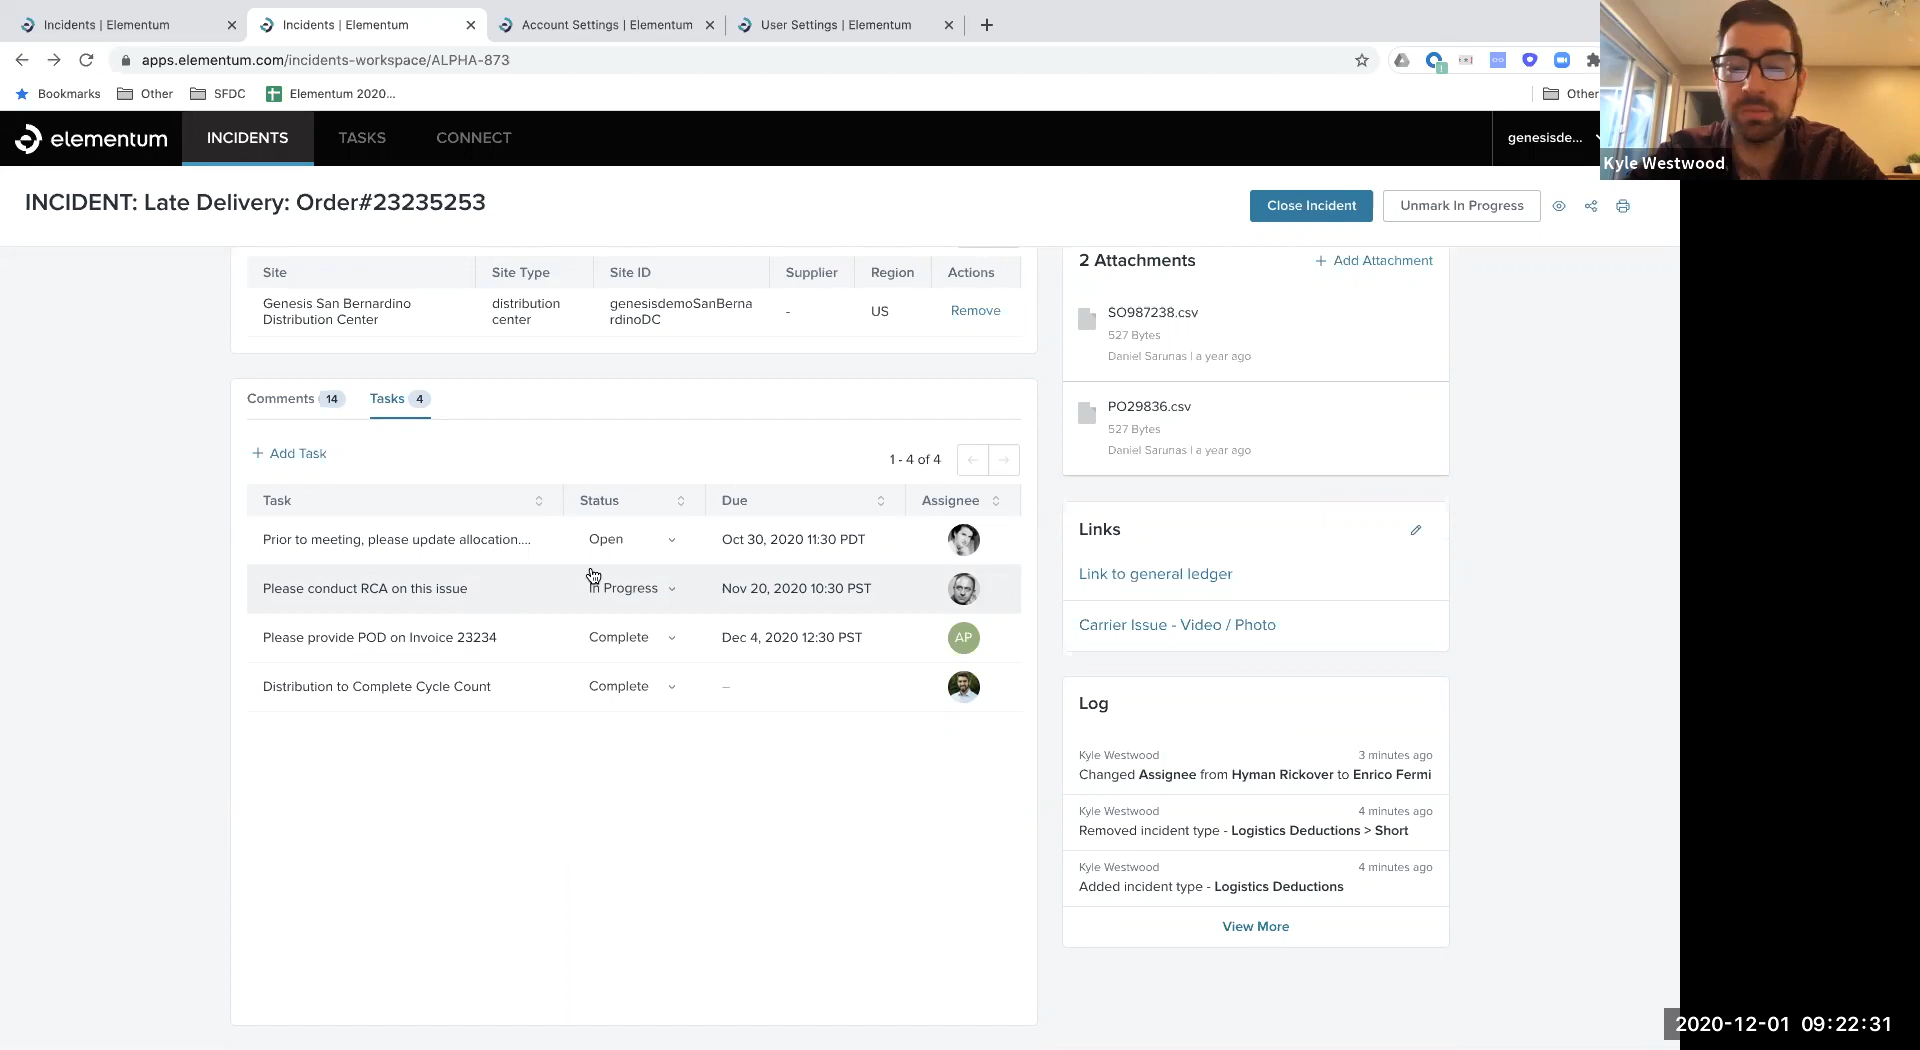 Incidents | Elementum
Incidents | Elementum
Account Settings | Elementum
User Settings | Elementum
apps.elementum.com/incidents-workspace/ALPHA-873
Bookmarks
Other
SFDC
Elementum 2020...
Other
elementum
INCIDENTS
TASKS
CONNECT
genesisde...
Kyle Westwood
INCIDENT: Late Delivery: Order#23235253
Close Incident
Unmark In Progress
Site Site Type Site ID Supplier Region Actions
Genesis San Bernardino
Distribution Center
distribution
center
genesisdemoSanBerna
rdinoDC
-
US
Remove
Comments 14
Tasks 4
+ Add Task
1 - 4 of 4
Task Status Due Assignee
Prior to meeting, please update allocation.... Open Oct 30, 2020 11:30 PDT
Please conduct RCA on this issue In Progress Nov 20, 2020 10:30 PST
Please provide POD on Invoice 23234 Complete Dec 4, 2020 12:30 PST AP
Distribution to Complete Cycle Count Complete –
2 Attachments
+ Add Attachment
SO987238.csv
527 Bytes
Daniel Sarunas | a year ago
PO29836.csv
527 Bytes
Daniel Sarunas | a year ago
Links
Link to general ledger
Carrier Issue - Video / Photo
Log
Kyle Westwood 3 minutes ago
Changed Assignee from Hyman Rickover to Enrico Fermi
Kyle Westwood 4 minutes ago
Removed incident type - Logistics Deductions > Short
Kyle Westwood 4 minutes ago
Added incident type - Logistics Deductions
View More
2020-12-01 09:22:31